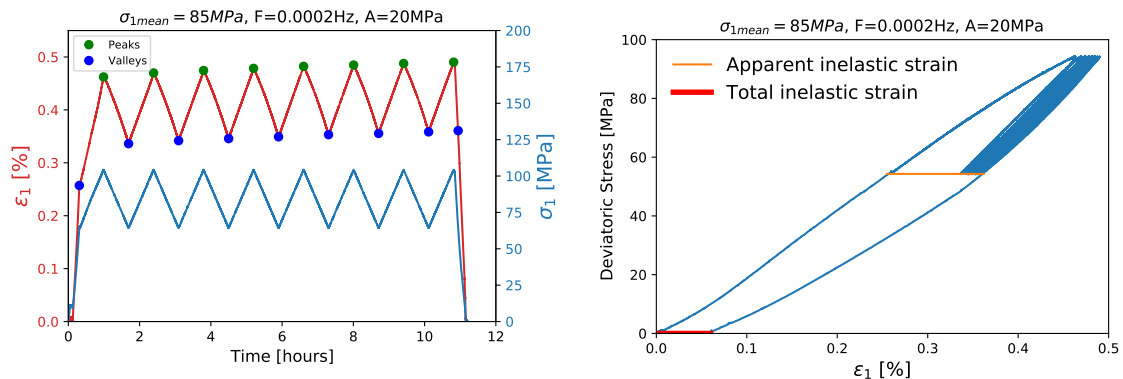 σ1mean = 85MPa, F=0.0002Hz, A=20MPa
Peaks
Valleys
ε1 [%]
0.5
0.4
0.3
0.2
0.1
0.0
200
175
150
125
100
75
50
25
0
σ1 [MPa]
0 2 4 6 8 10 12
Time [hours]
σ1mean = 85MPa, F=0.0002Hz, A=20MPa
Apparent inelastic strain
Total inelastic strain
Deviatoric Stress [MPa]
100
80
60
40
20
0
0.0 0.1 0.2 0.3 0.4 0.5
ε1 [%]